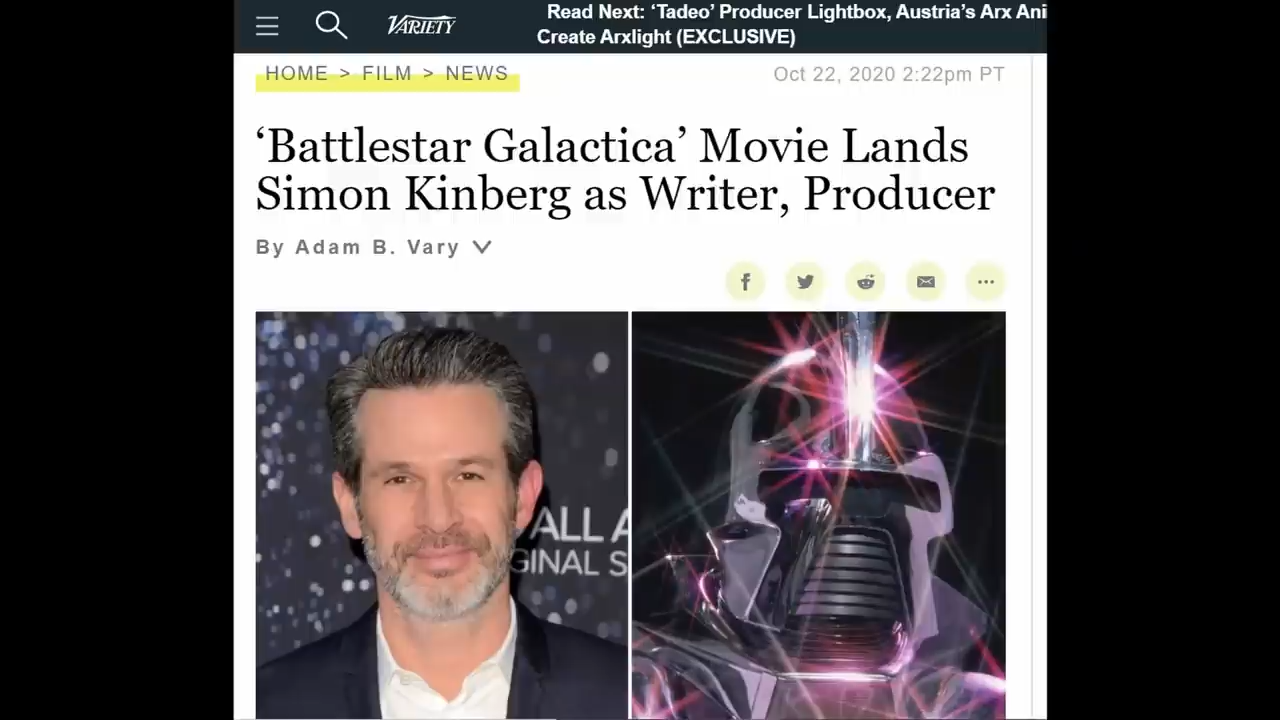 VARIETY
Read Next: ‘Tadeo’ Producer Lightbox, Austria’s Arx Ani
Create Arxlight (EXCLUSIVE)
HOME > FILM > NEWS
Oct 22, 2020 2:22pm PT
‘Battlestar Galactica’ Movie Lands
Simon Kinberg as Writer, Producer
By Adam B. Vary
ALL A
GINAL S